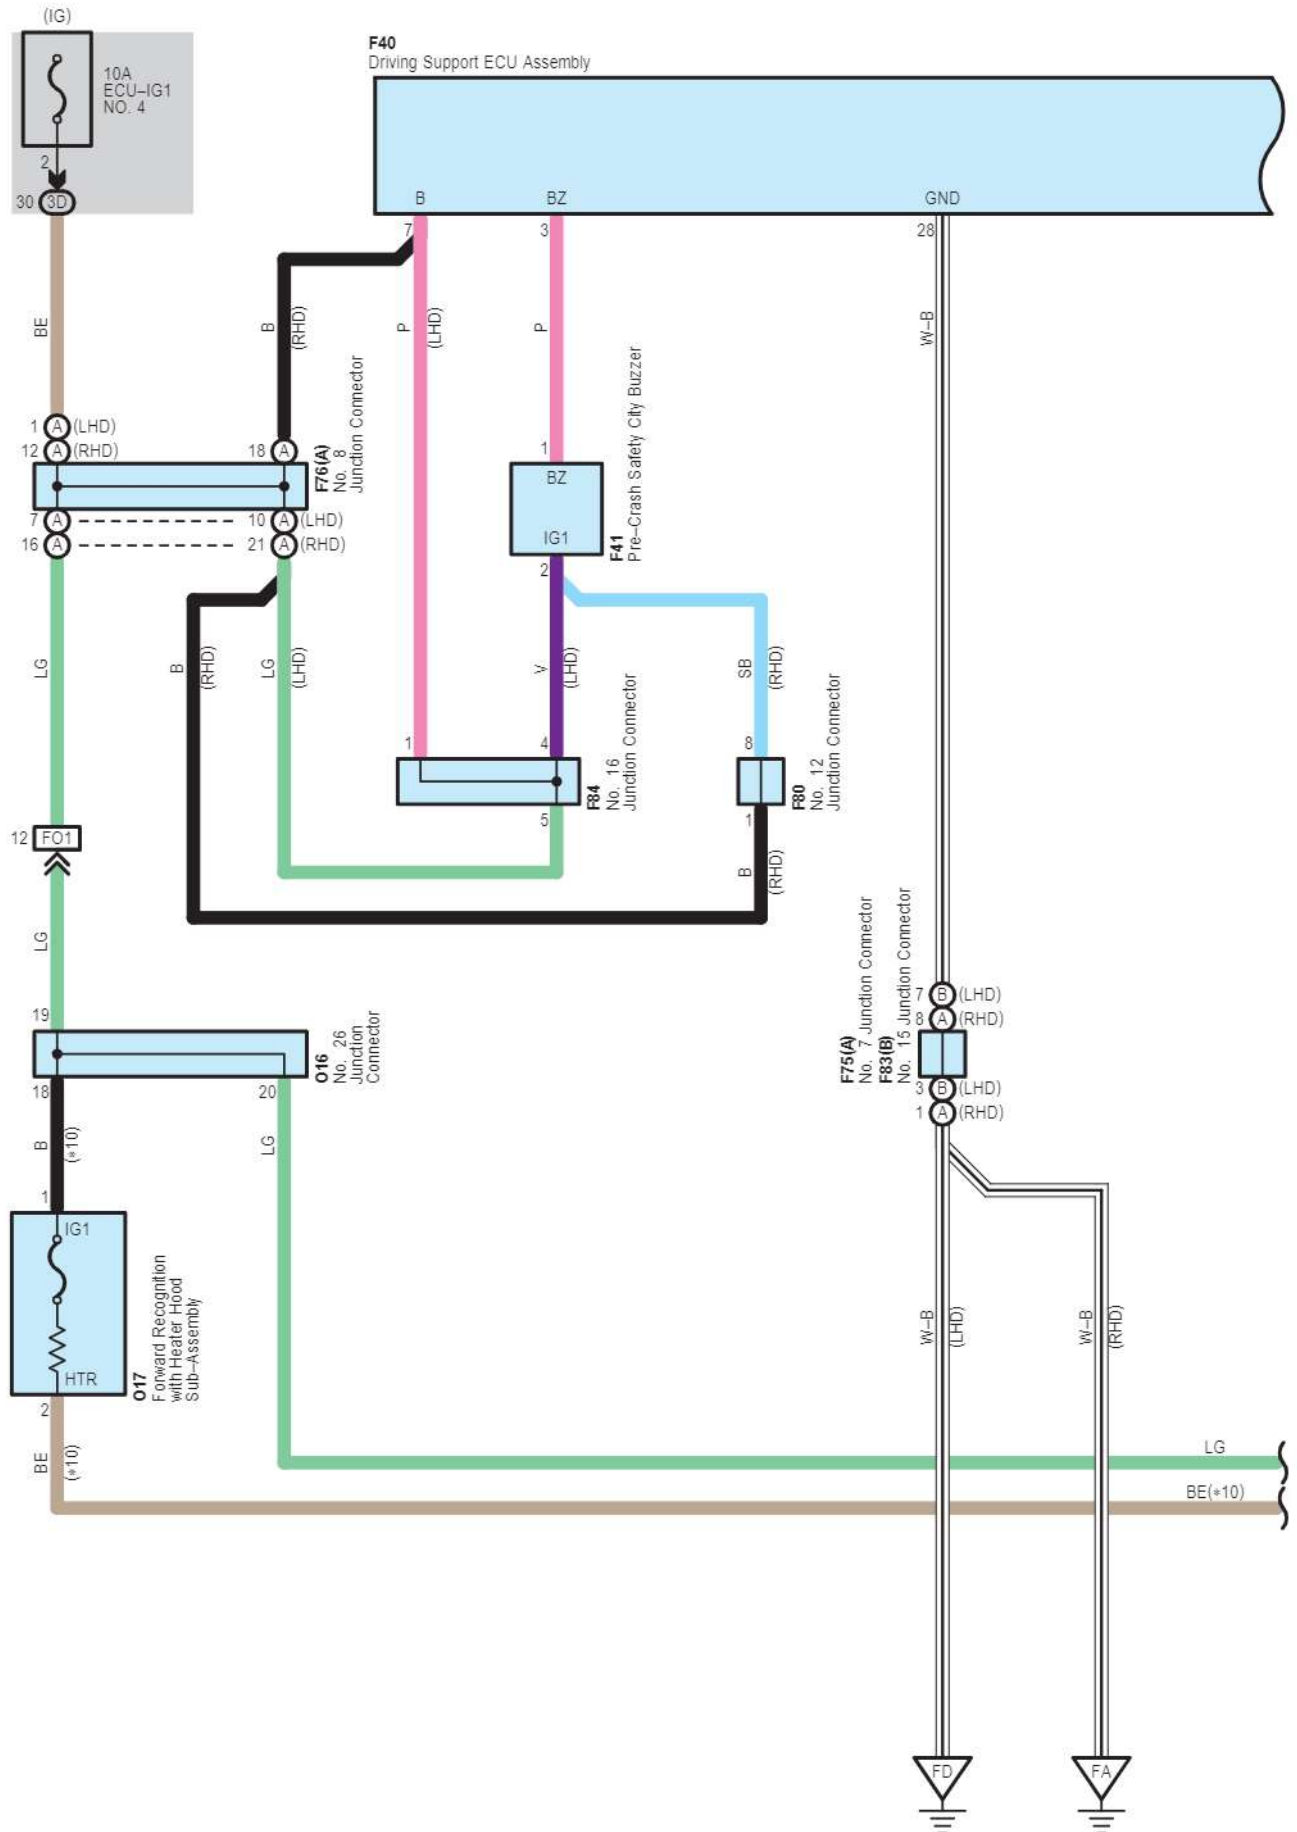 (IG)
10A
ECU–IG1
NO. 4
2
30 3D
F40
Driving Support ECU Assembly
B
BZ
GND
7
3
28
BE
B
(RHD)
P
(LHD)
P
W–B
1 A (LHD)
12 A (RHD)
18 A
F76(A)
No. 8
Junction Connector
7 A
10 A (LHD)
16 A
21 A (RHD)
1
BZ
IG1
2
F41
Pre–Crash Safety City Buzzer
LG
B
(RHD)
LG
(LHD)
V
(LHD)
SB
(RHD)
1
4
5
F84
No. 16
Junction Connector
8
1
F80
No. 12
Junction Connector
B
(RHD)
12 FO1
LG
19
18
20
O16
No. 26
Junction
Connector
7 B (LHD)
8 A (RHD)
F75(A)
No. 7 Junction Connector
F83(B)
No. 15 Junction Connector
3 B (LHD)
1 A (RHD)
B
(*10)
LG
1
IG1
HTR
2
O17
Forward Recognition
with Heater Hood
Sub–Assembly
W–B
(LHD)
W–B
(RHD)
BE
(*10)
LG
BE(*10)
FD
FA